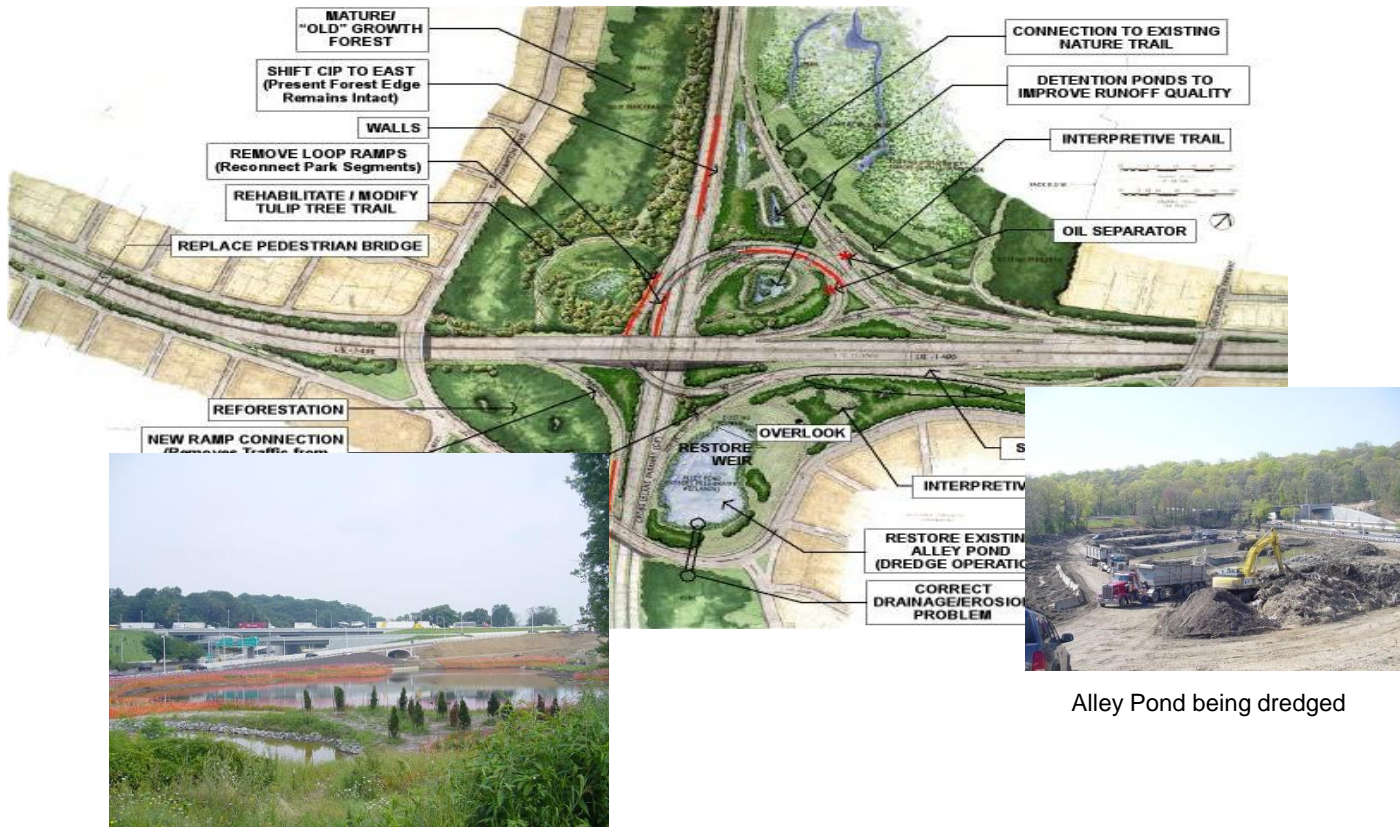 MATURE/
"OLD" GROWTH
FOREST
SHIFT CIP TO EAST
(Present Forest Edge
Remains Intact)
WALLS
REMOVE LOOP RAMPS
(Reconnect Park Segments)
REHABILITATE / MODIFY
TULIP TREE TRAIL
REPLACE PEDESTRIAN BRIDGE
CONNECTION TO EXISTING
NATURE TRAIL
DETENTION PONDS TO
IMPROVE RUNOFF QUALITY
INTERPRETIVE TRAIL
OIL SEPARATOR
REFORESTATION
NEW RAMP CONNECTION
(Removes Traffic from
OVERLOOK
RESTORE
WEIR
S
INTERPRETIV
RESTORE EXISTIN
ALLEY POND
(DREDGE OPERATIO
CORRECT
DRAINAGE/EROSIO
PROBLEM
Alley Pond being dredged